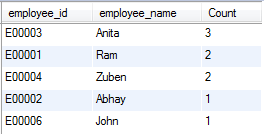 employee_id employee_name Count
E00003 Anita 3
E00001 Ram 2
E00004 Zuben 2
E00002 Abhay 1
E00006 John 1